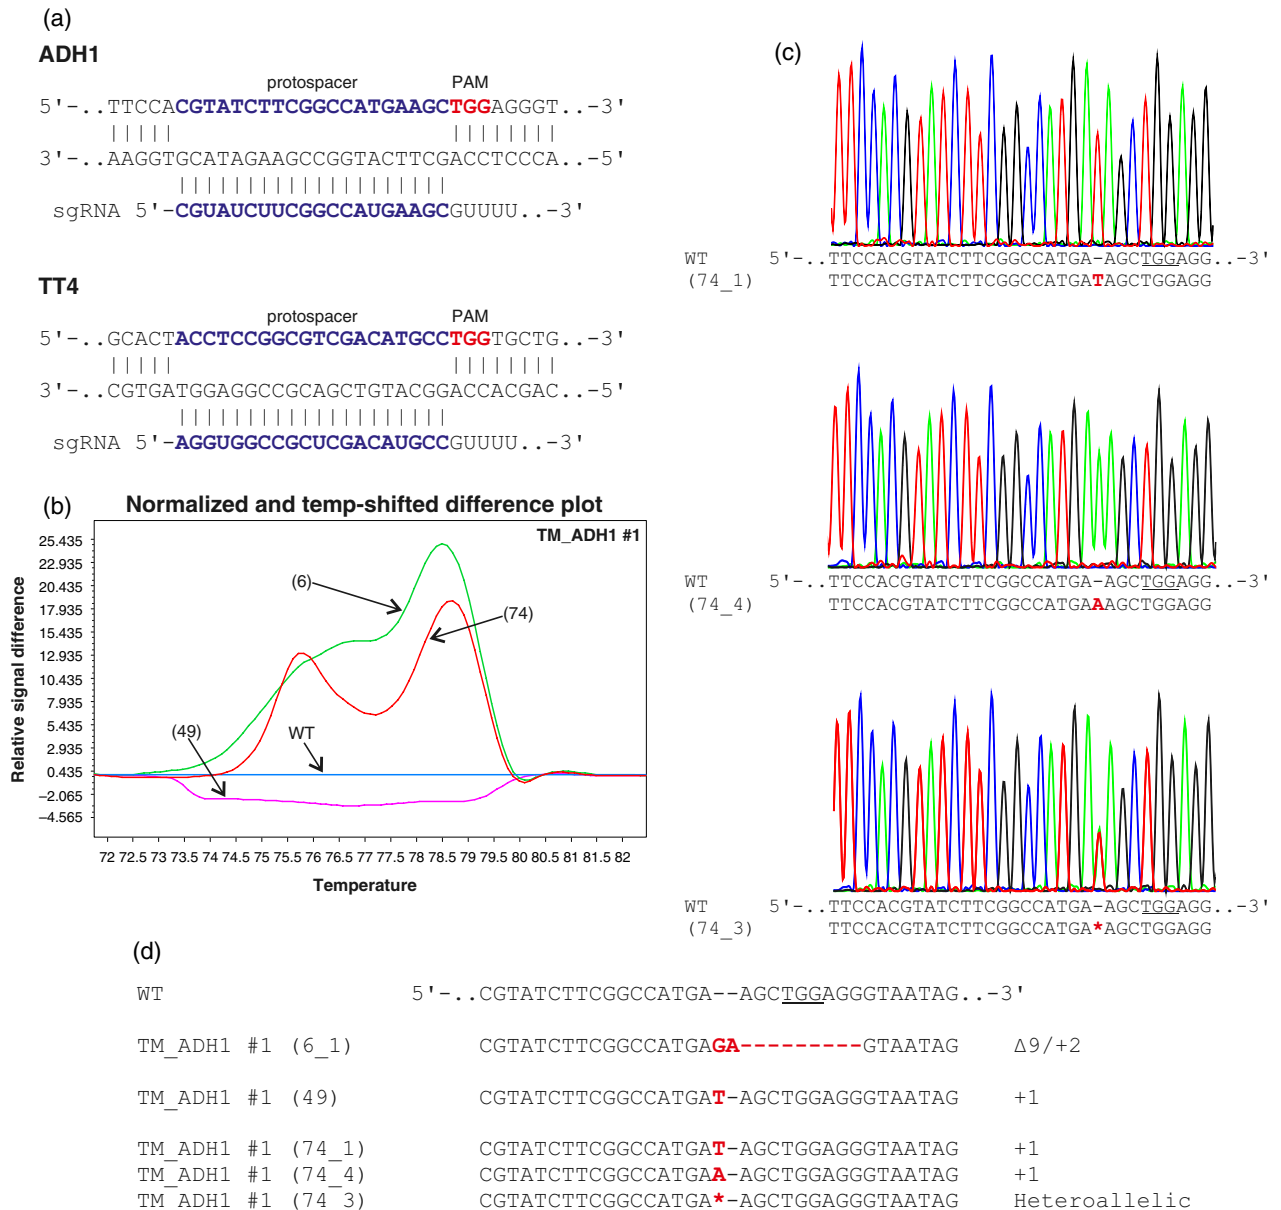 (a)
ADH1
protospacer PAM
5'-..TTCCACGTATCTTCGGCCATGAAGCTGGAGGGT..-3'
3'-..AAGGTGCATAGAAGCCGGTACTTCGACCTCCCA..-5'
sgRNA 5'-CGUAUCUUCGGCCAUGAAGCGUUUU..-3'
TT4
protospacer PAM
5'-..GCACTACCTCCGGCGTCGACATGCCTGGTGCTG..-3'
3'-..CGTGATGGAGGCCGCAGCTGTACGGACCACGAC..-5'
sgRNA 5'-AGGUGGCCGCUCGACAUGCCGUUUU..-3'
(b)
Normalized and temp-shifted difference plot
TM_ADH1 #1
Relative signal difference
25.435
22.935
20.435
17.935
15.435
12.935
10.435
7.935
5.435
2.935
0.435
−2.065
−4.565
(6)
(74)
(49)
WT
72 72.5 73 73.5 74 74.5 75 75.5 76 76.5 77 77.5 78 78.5 79 79.5 80 80.5 81 81.5 82
Temperature
(c)
WT 5'-..TTCCACGTATCTTCGGCCATGA-AGCTGGAGG..-3'
(74_1) TTCCACGTATCTTCGGCCATGATAGCTGGAGG
WT 5'-..TTCCACGTATCTTCGGCCATGA-AGCTGGAGG..-3'
(74_4) TTCCACGTATCTTCGGCCATGAAAGCTGGAGG
WT 5'-..TTCCACGTATCTTCGGCCATGA-AGCTGGAGG..-3'
(74_3) TTCCACGTATCTTCGGCCATGA*AGCTGGAGG
(d)
WT 5'-..CGTATCTTCGGCCATGA--AGCTGGAGGGTAATAG..-3'
TM_ADH1 #1 (6_1) CGTATCTTCGGCCATGAGA---------GTAATAG Δ9/+2
TM_ADH1 #1 (49) CGTATCTTCGGCCATGAT-AGCTGGAGGGTAATAG +1
TM_ADH1 #1 (74_1) CGTATCTTCGGCCATGAT-AGCTGGAGGGTAATAG +1
TM_ADH1 #1 (74_4) CGTATCTTCGGCCATGAA-AGCTGGAGGGTAATAG +1
TM_ADH1 #1 (74_3) CGTATCTTCGGCCATGA*-AGCTGGAGGGTAATAG Heteroallelic